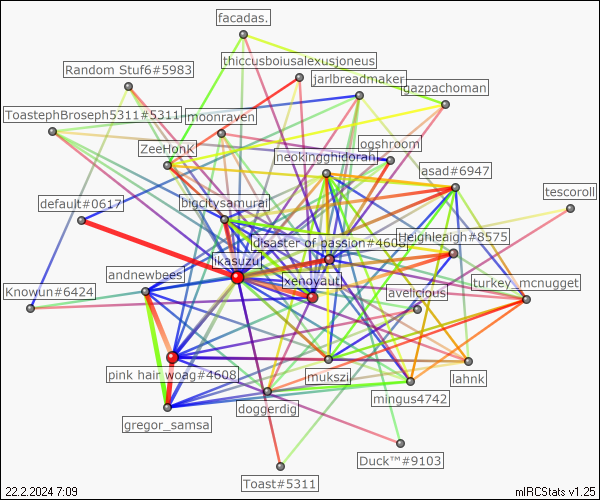 facadas.
thiccusboiusalexusjoneus
Random Stuf6#5983
jarlbreadmaker
gazpachoman
ToastephBroseph5311#5311
moonraven
ogshroom
ZeeHonK
neokingghidorah
asad#6947
tescoroll
default#0617
bigcitysamurai
disaster of passion#4603
Heighleaigh#8575
ikasuzu
andnewbees
xenoyaut
turkey_mcnugget
Knowun#6424
avelicious
pink hair woag#4608
mukszi
lahnk
mingus4742
doggerdig
gregor_samsa
Duck™#9103
Toast#5311
22.2.2024 7:09
mIRCStats v1.25